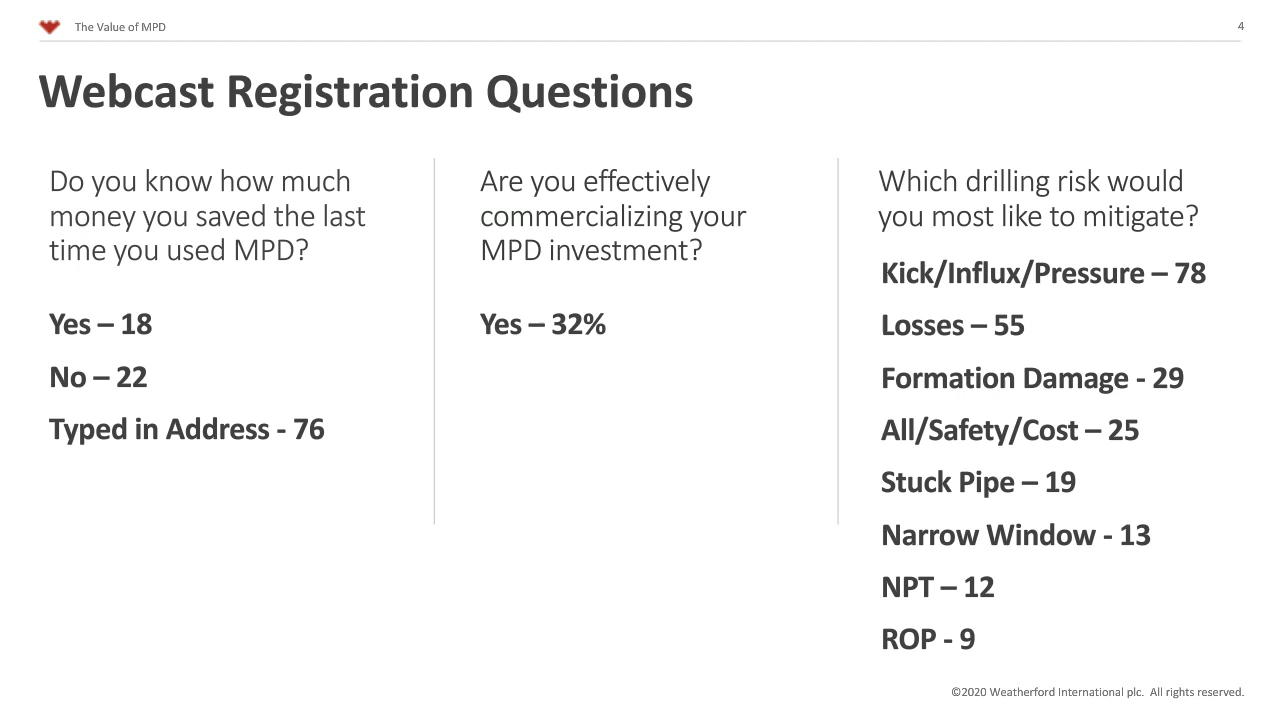 The Value of MPD
4
Webcast Registration Questions
Do you know how much
money you saved the last
time you used MPD?
Yes – 18
No – 22
Typed in Address - 76
Are you effectively
commercializing your
MPD investment?
Yes – 32%
Which drilling risk would
you most like to mitigate?
Kick/Influx/Pressure – 78
Losses – 55
Formation Damage - 29
All/Safety/Cost – 25
Stuck Pipe – 19
Narrow Window - 13
NPT – 12
ROP - 9
©2020 Weatherford International plc.  All rights reserved.